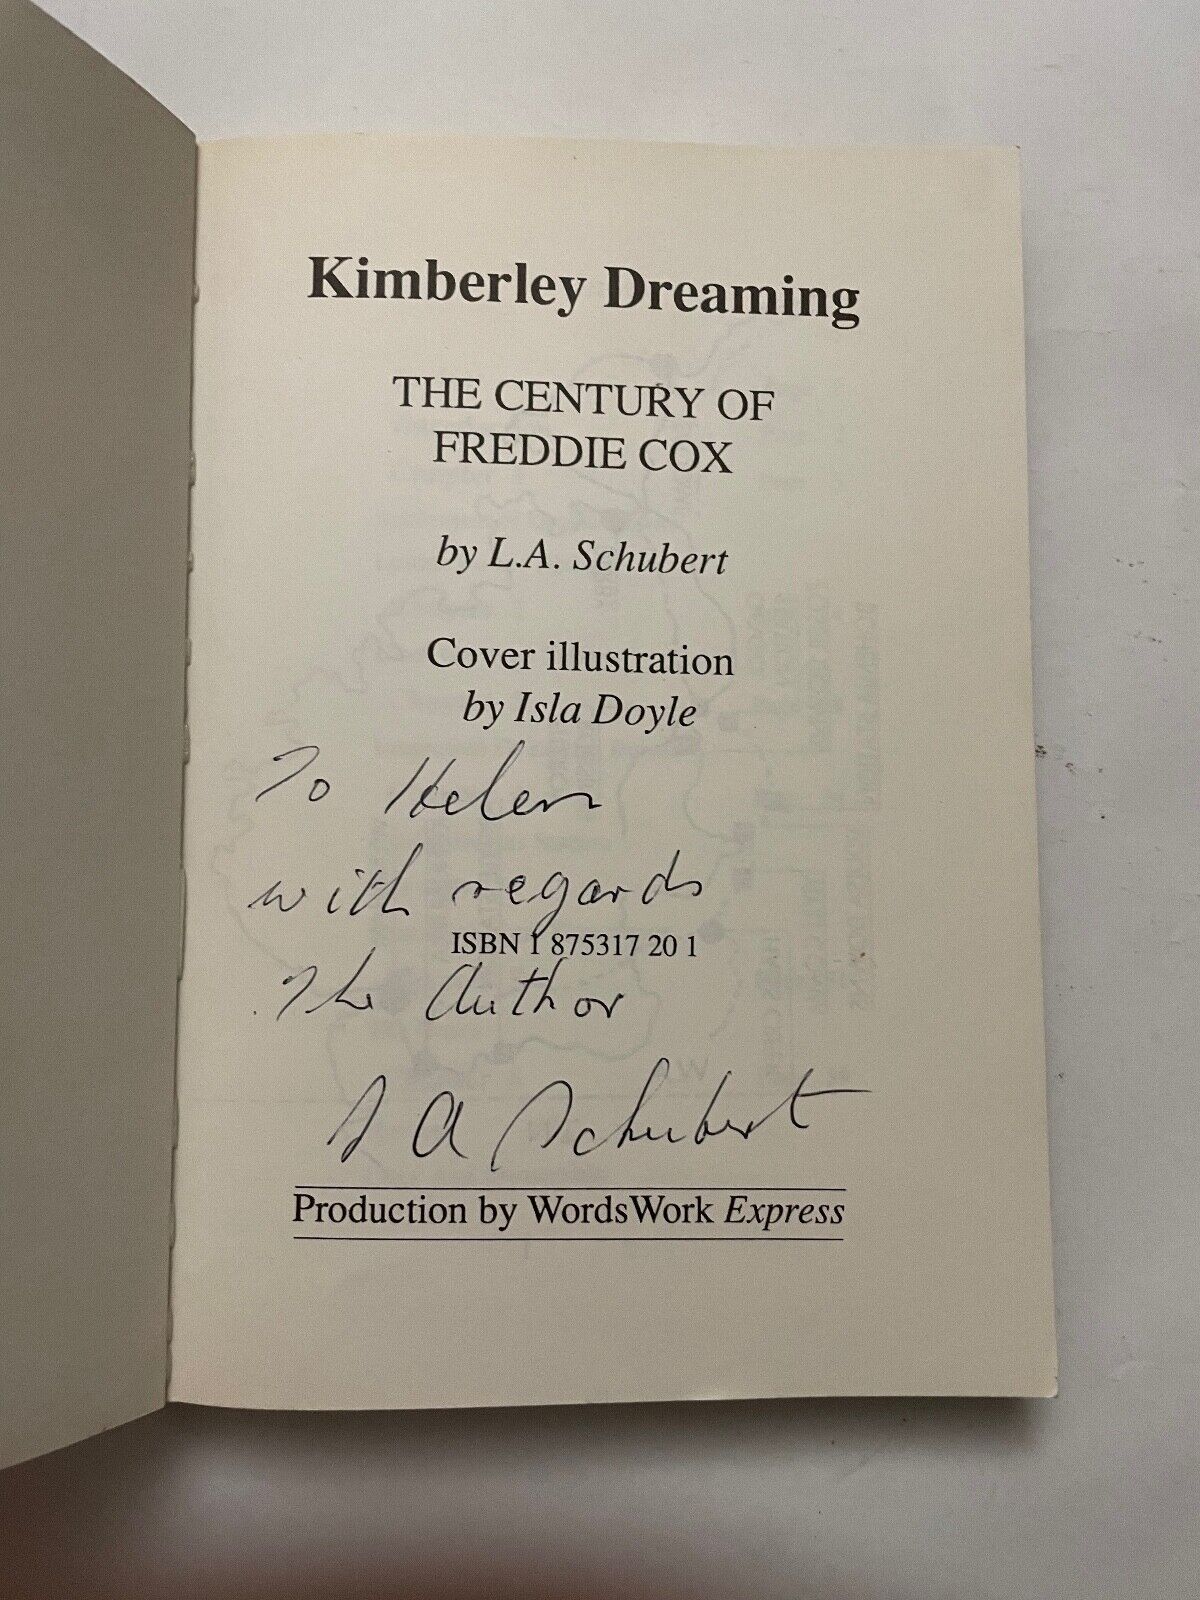 Kimberley Dreaming
THE CENTURY OF
FREDDIE COX
by L.A. Schubert
Cover illustration
by Isla Doyle
To Helen
with regards
ISBN 1 875317 20 1
The Author
L A Schubert
Production by WordsWork Express